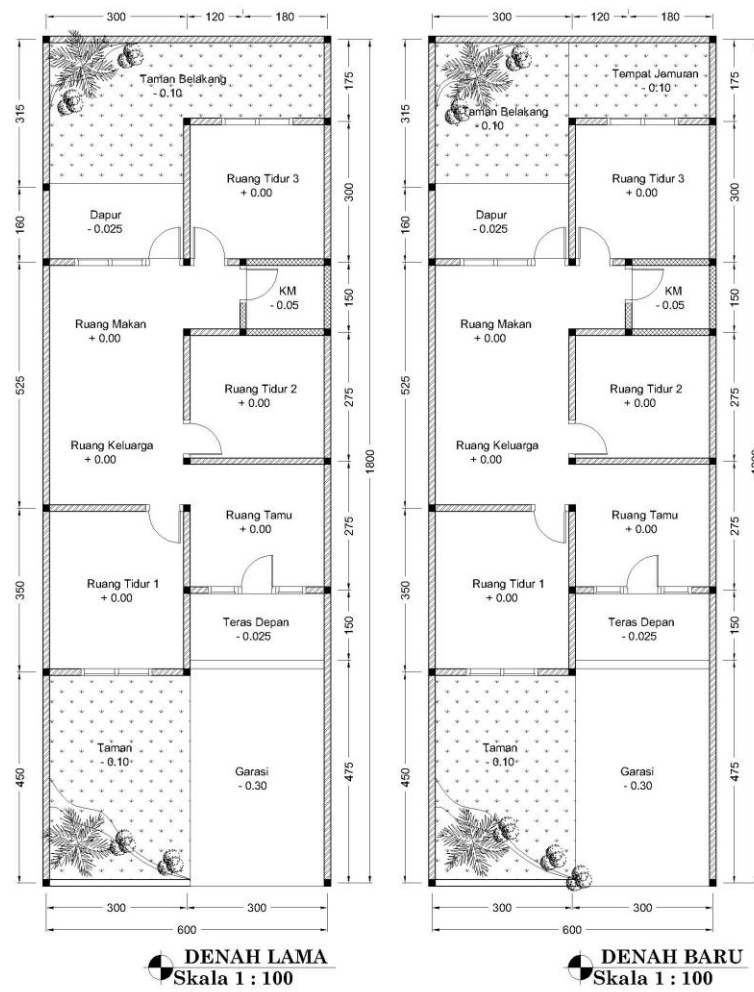 300
120
180
315
160
525
350
450
175
300
150
275
275
150
475
1800
Taman Belakang
- 0.10
Ruang Tidur 3
+ 0.00
Dapur
- 0.025
KM
- 0.05
Ruang Makan
+ 0.00
Ruang Tidur 2
+ 0.00
Ruang Keluarga
+ 0.00
Ruang Tamu
+ 0.00
Ruang Tidur 1
+ 0.00
Teras Depan
- 0.025
Taman
- 0.10
Garasi
- 0.30
300
300
600
DENAH LAMA
Skala 1 : 100
300
120
180
315
160
525
350
450
175
300
150
275
275
150
475
Tempat Jemuran
- 0.10
Taman Belakang
- 0.10
Ruang Tidur 3
+ 0.00
Dapur
- 0.025
KM
- 0.05
Ruang Makan
+ 0.00
Ruang Tidur 2
+ 0.00
Ruang Keluarga
+ 0.00
Ruang Tamu
+ 0.00
Ruang Tidur 1
+ 0.00
Teras Depan
- 0.025
Taman
- 0.10
Garasi
- 0.30
300
300
600
DENAH BARU
Skala 1 : 100